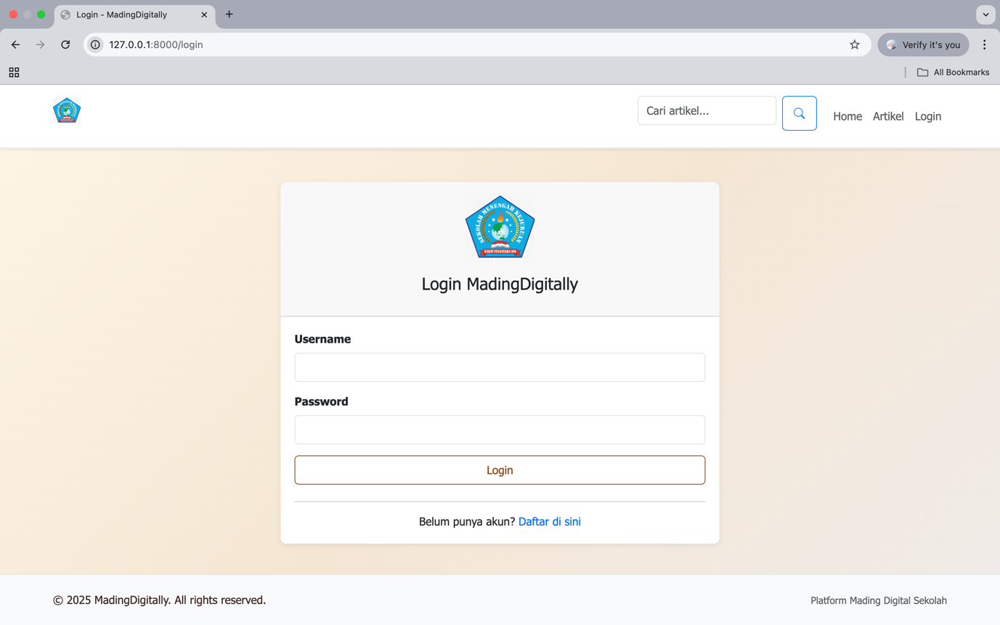 Login - MadingDigitally
127.0.0.1:8000/login
Verify it's you
All Bookmarks
Cari artikel...
Home Artikel Login
SEKOLAH MENENGAH KEJURUAN
BAKTI NUSANTARA 666
Login MadingDigitally
Username
Password
Login
Belum punya akun? Daftar di sini
© 2025 MadingDigitally. All rights reserved.
Platform Mading Digital Sekolah